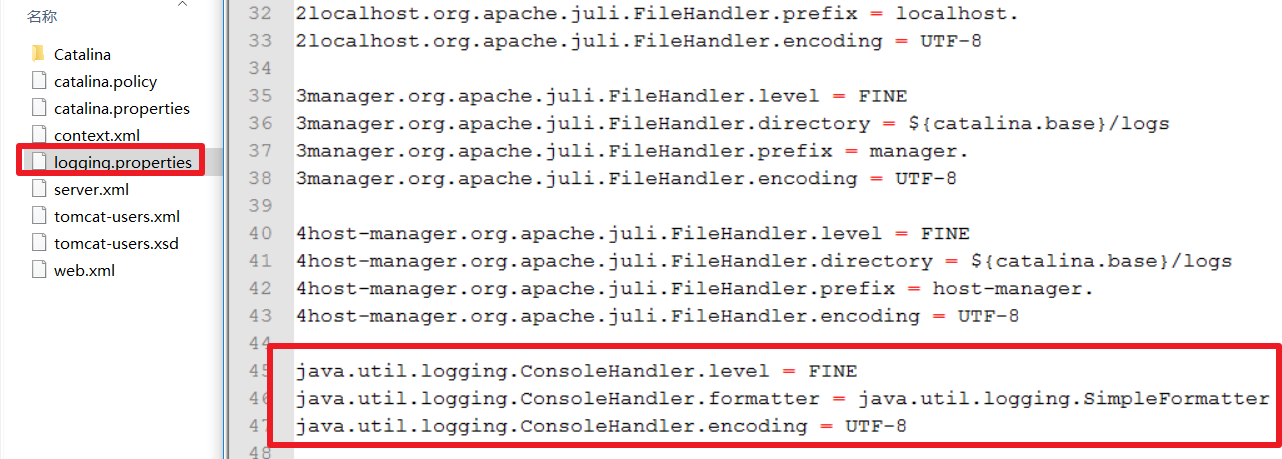 名称
Catalina
catalina.policy
catalina.properties
context.xml
logging.properties
server.xml
tomcat-users.xml
tomcat-users.xsd
web.xml
32 2localhost.org.apache.juli.FileHandler.prefix = localhost.
33 2localhost.org.apache.juli.FileHandler.encoding = UTF-8
34
35 3manager.org.apache.juli.FileHandler.level = FINE
36 3manager.org.apache.juli.FileHandler.directory = ${catalina.base}/logs
37 3manager.org.apache.juli.FileHandler.prefix = manager.
38 3manager.org.apache.juli.FileHandler.encoding = UTF-8
39
40 4host-manager.org.apache.juli.FileHandler.level = FINE
41 4host-manager.org.apache.juli.FileHandler.directory = ${catalina.base}/logs
42 4host-manager.org.apache.juli.FileHandler.prefix = host-manager.
43 4host-manager.org.apache.juli.FileHandler.encoding = UTF-8
44
45 java.util.logging.ConsoleHandler.level = FINE
46 java.util.logging.ConsoleHandler.formatter = java.util.logging.SimpleFormatter
47 java.util.logging.ConsoleHandler.encoding = UTF-8
48